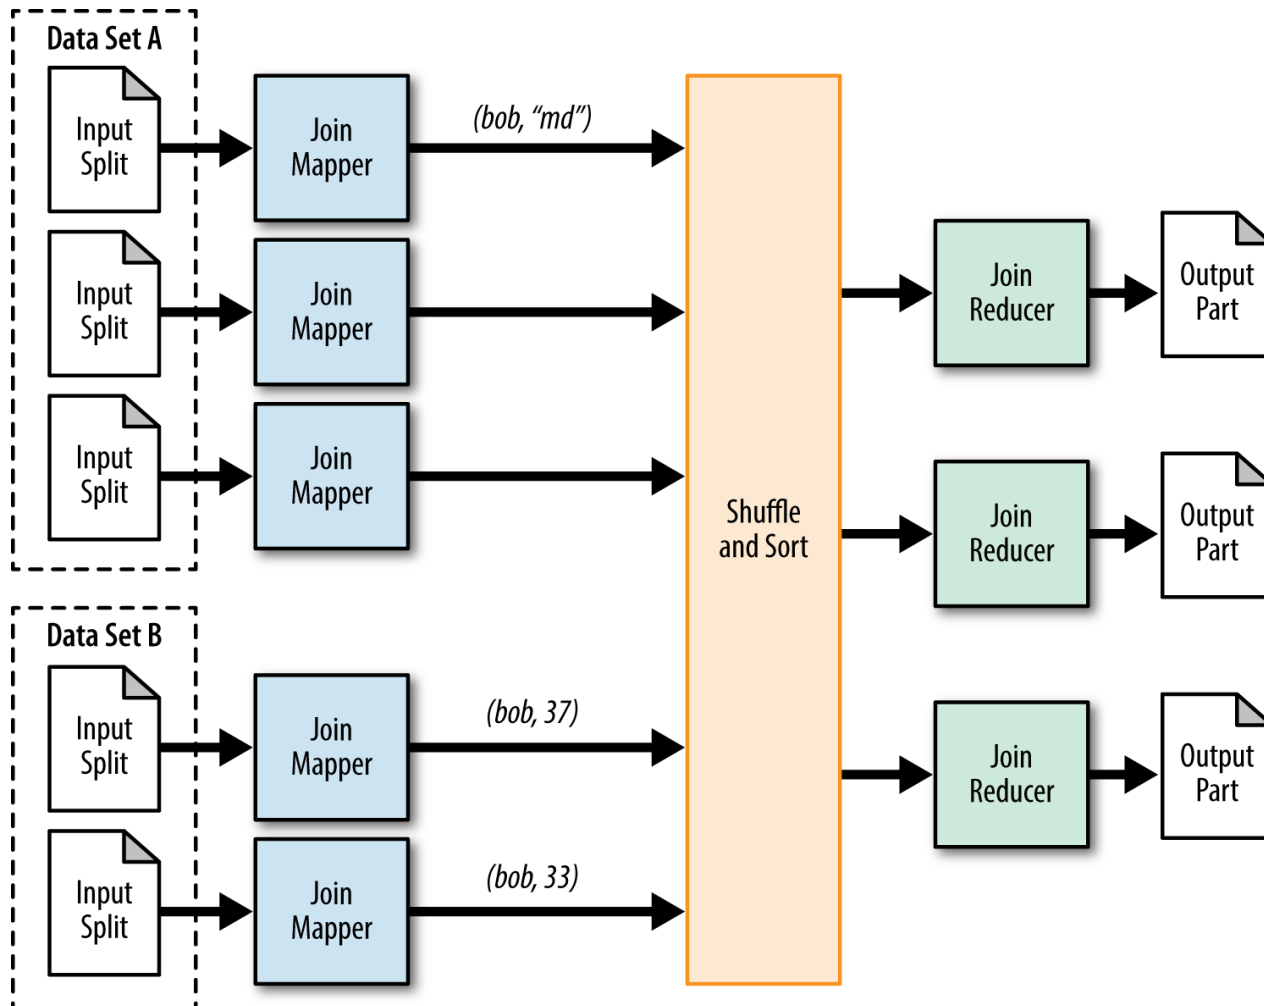 Data Set A
Input
Split
Join
Mapper
(bob, “md”)
Input
Split
Join
Mapper
Input
Split
Join
Mapper
Data Set B
Input
Split
Join
Mapper
(bob, 37)
Input
Split
Join
Mapper
(bob, 33)
Shuffle
and Sort
Join
Reducer
Output
Part
Join
Reducer
Output
Part
Join
Reducer
Output
Part